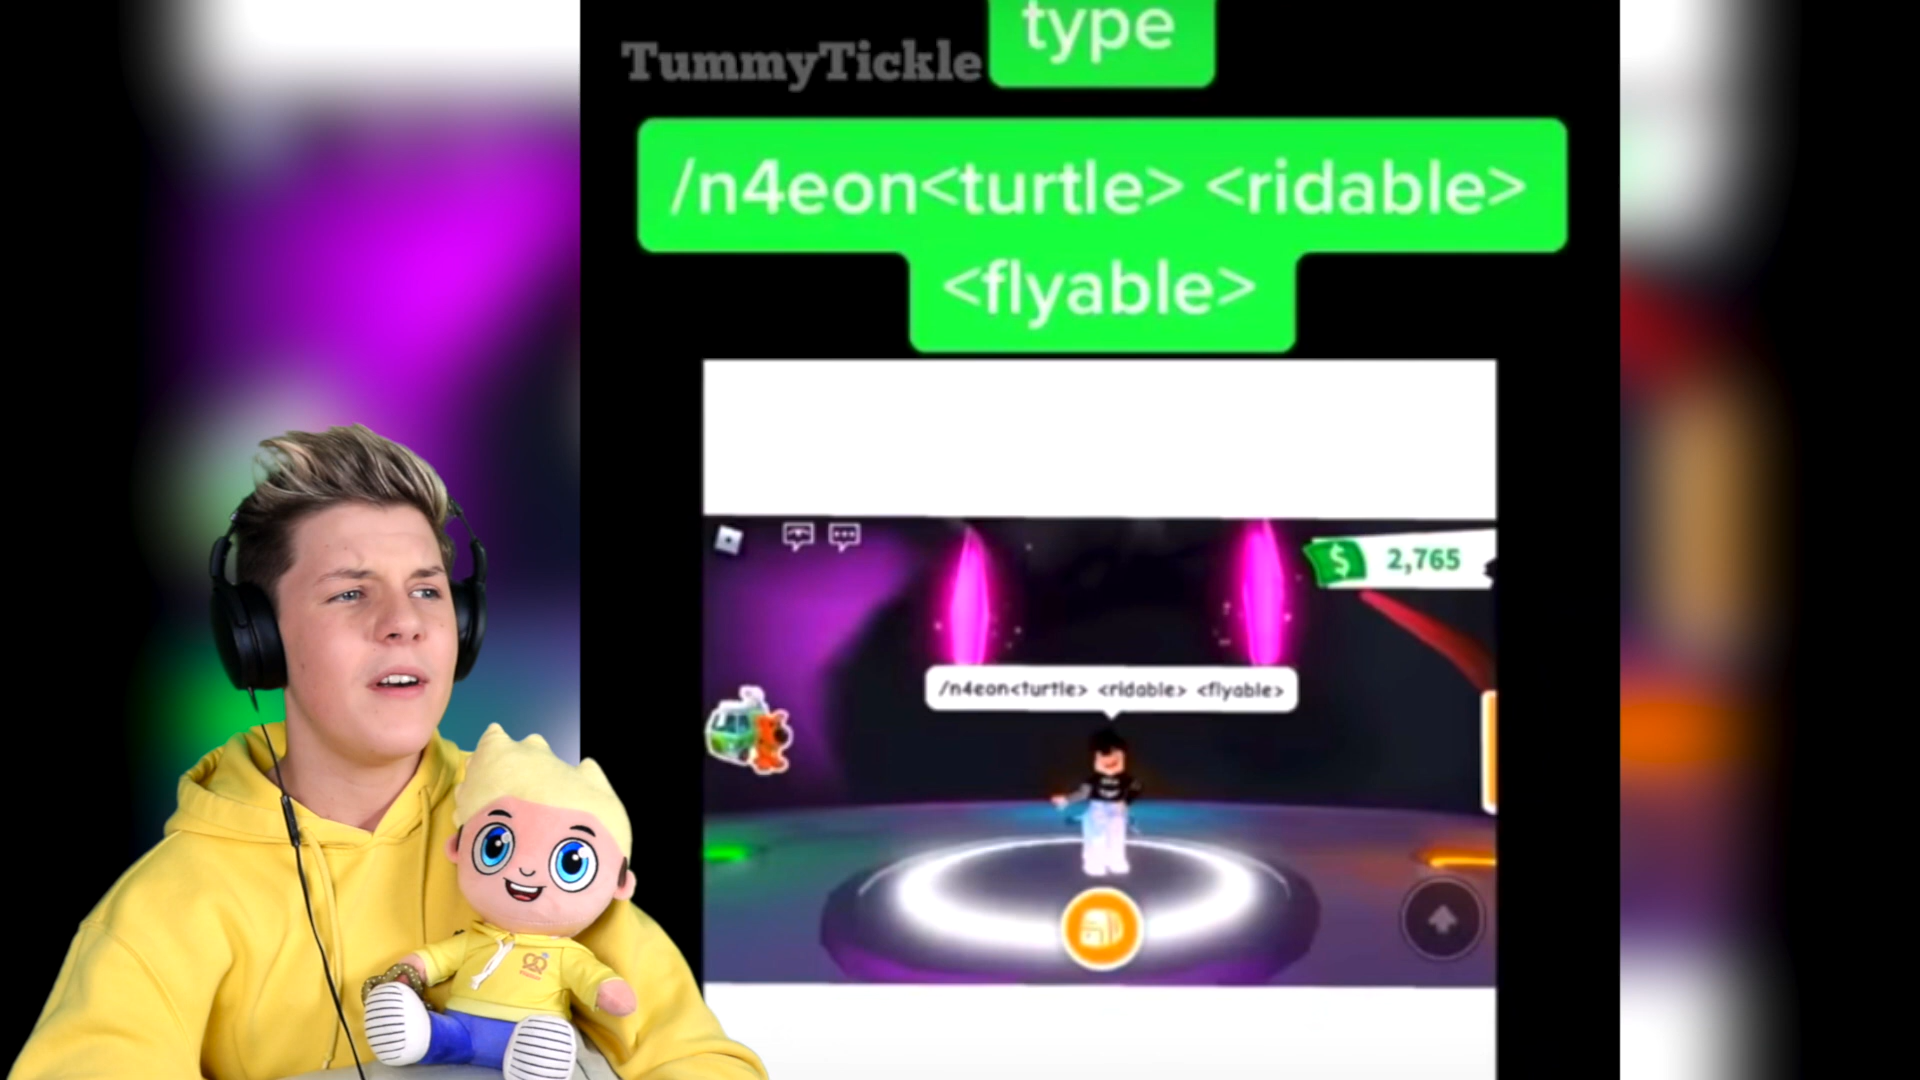 type
TummyTickle
/n4eon<turtle> <ridable>
<flyable>
$ 2,765
/n4eon<turtle> <ridable> <flyable>